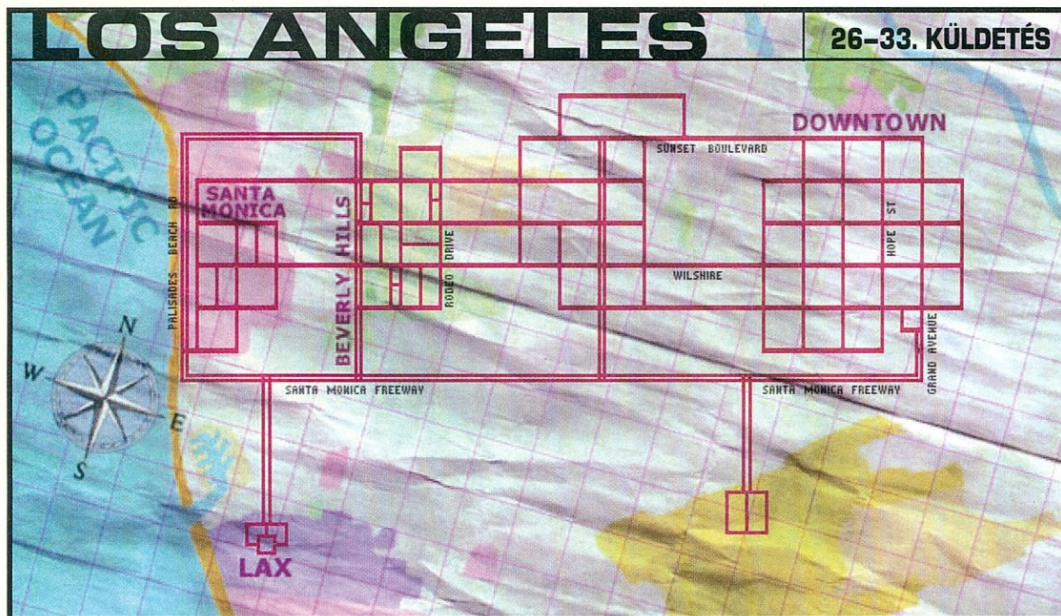 LOS ANGELES
26–33. KÜLDETÉS
PACIFIC
OCEAN
DOWNTOWN
SUNSET BOULEVARD
SANTA
MONICA
PALISADES BEACH RD
BEVERLY HILLS
RODEO DRIVE
HOPE ST
WILSHIRE
GRAND AVENUE
SANTA MONICA FREEWAY
SANTA MONICA FREEWAY
N
W
E
S
LAX